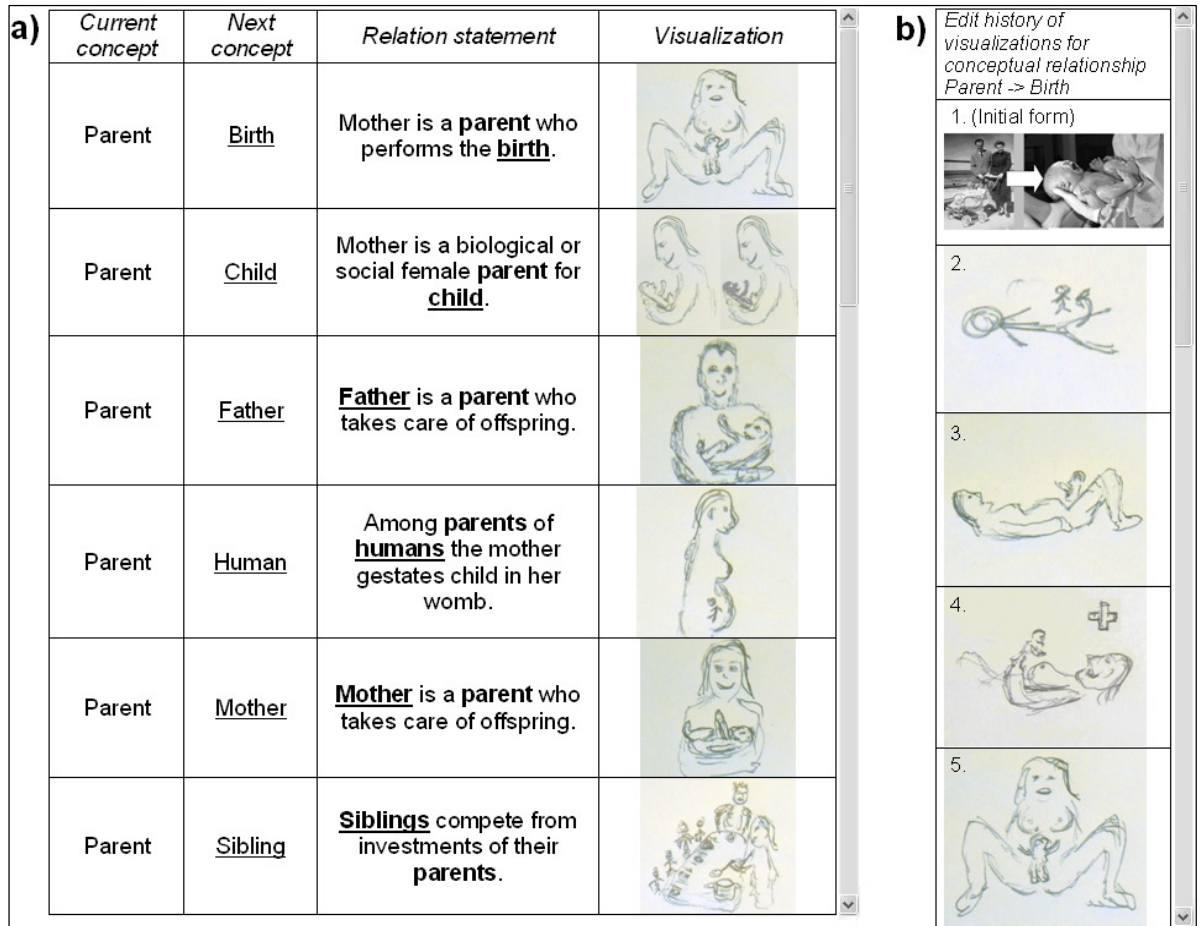 a)
Current concept
Next concept
Relation statement
Visualization
Parent
Birth
Mother is a parent who
performs the birth.
Parent
Child
Mother is a biological or
social female parent for
child.
Parent
Father
Father is a parent who
takes care of offspring.
Parent
Human
Among parents of
humans the mother
gestates child in her
womb.
Parent
Mother
Mother is a parent who
takes care of offspring.
Parent
Sibling
Siblings compete from
investments of their
parents.
b)
Edit history of
visualizations for
conceptual relationship
Parent -> Birth
1. (Initial form)
2.
3.
4.
5.